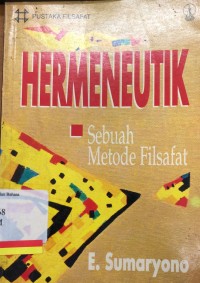 PUSTAKA FILSAFAT
HERMENEUTIK
Sebuah
Metode Filsafat
E. Sumaryono